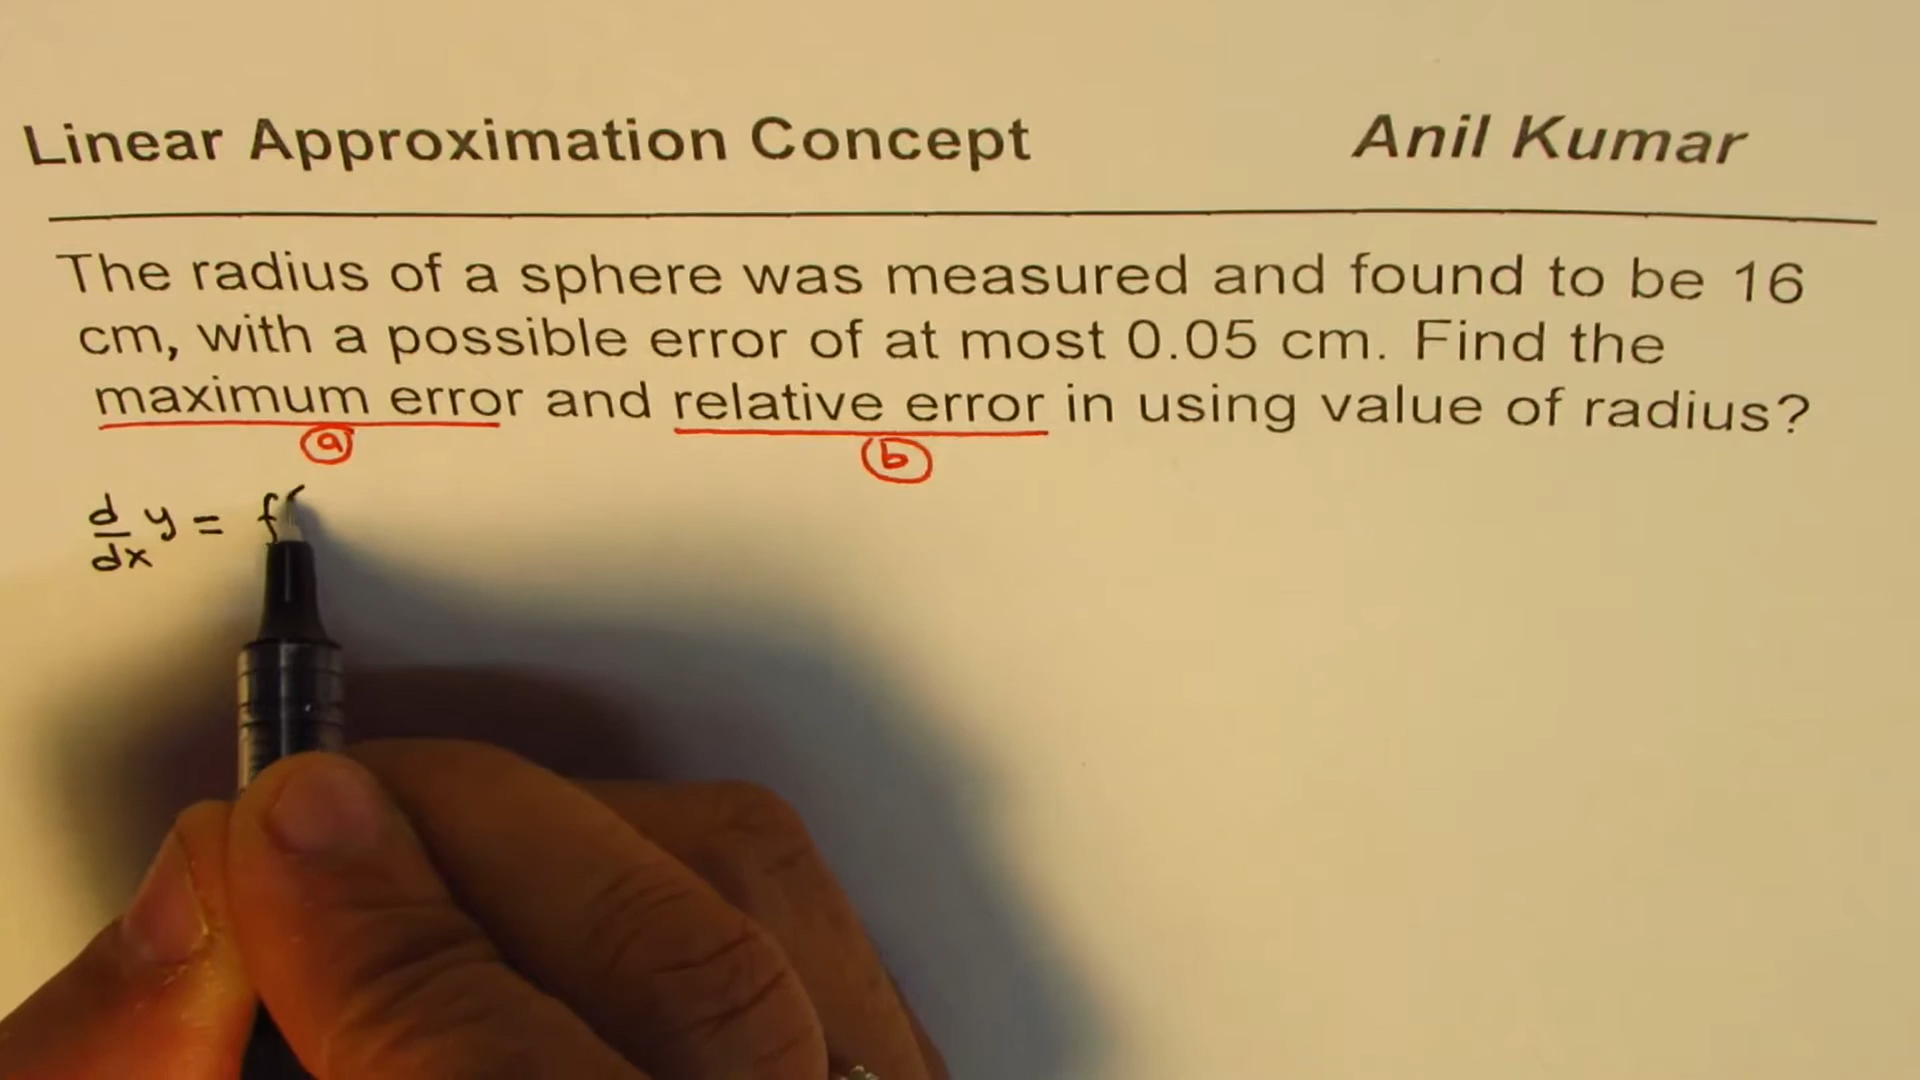 Linear Approximation Concept Anil Kumar
The radius of a sphere was measured and found to be 16
cm, with a possible error of at most 0.05 cm. Find the
maximum error and relative error in using value of radius?
a b
d/dx y = f